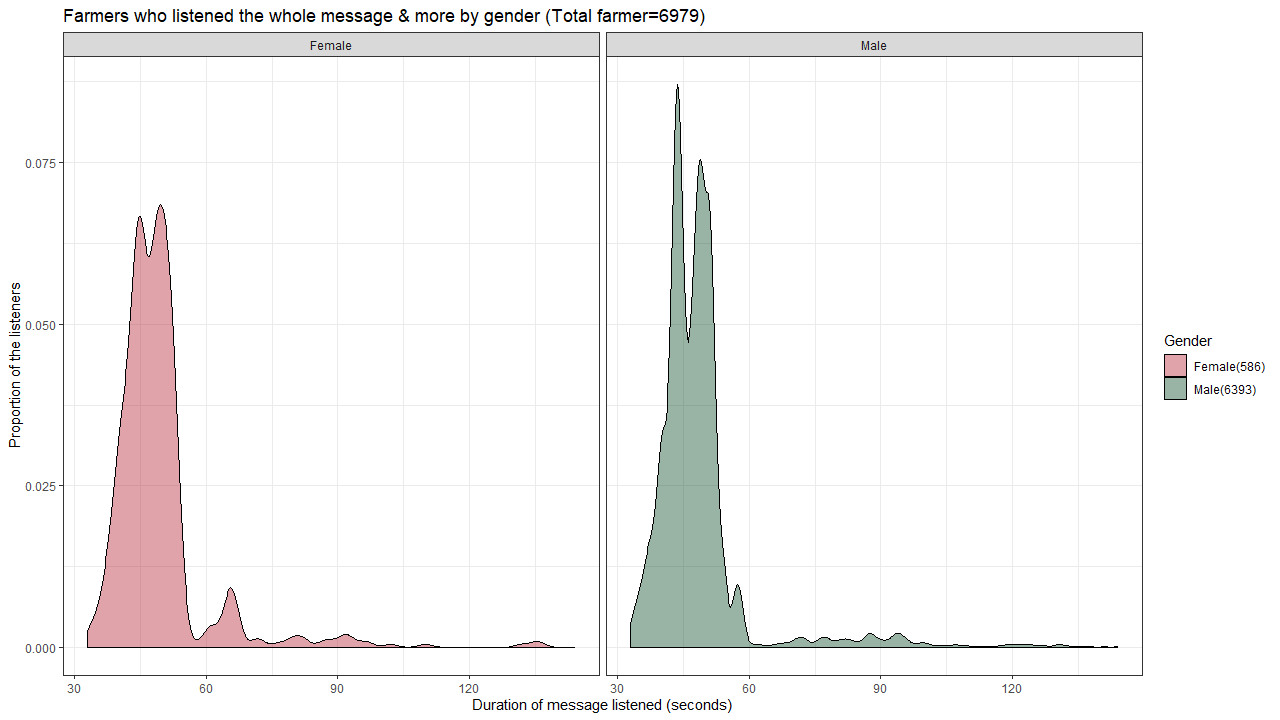 Farmers who listened the whole message & more by gender (Total farmer=6979)
Female
Male
Proportion of the listeners
0.075
0.050
0.025
0.000
30 60 90 120
30 60 90 120
Duration of message listened (seconds)
Gender
Female(586)
Male(6393)